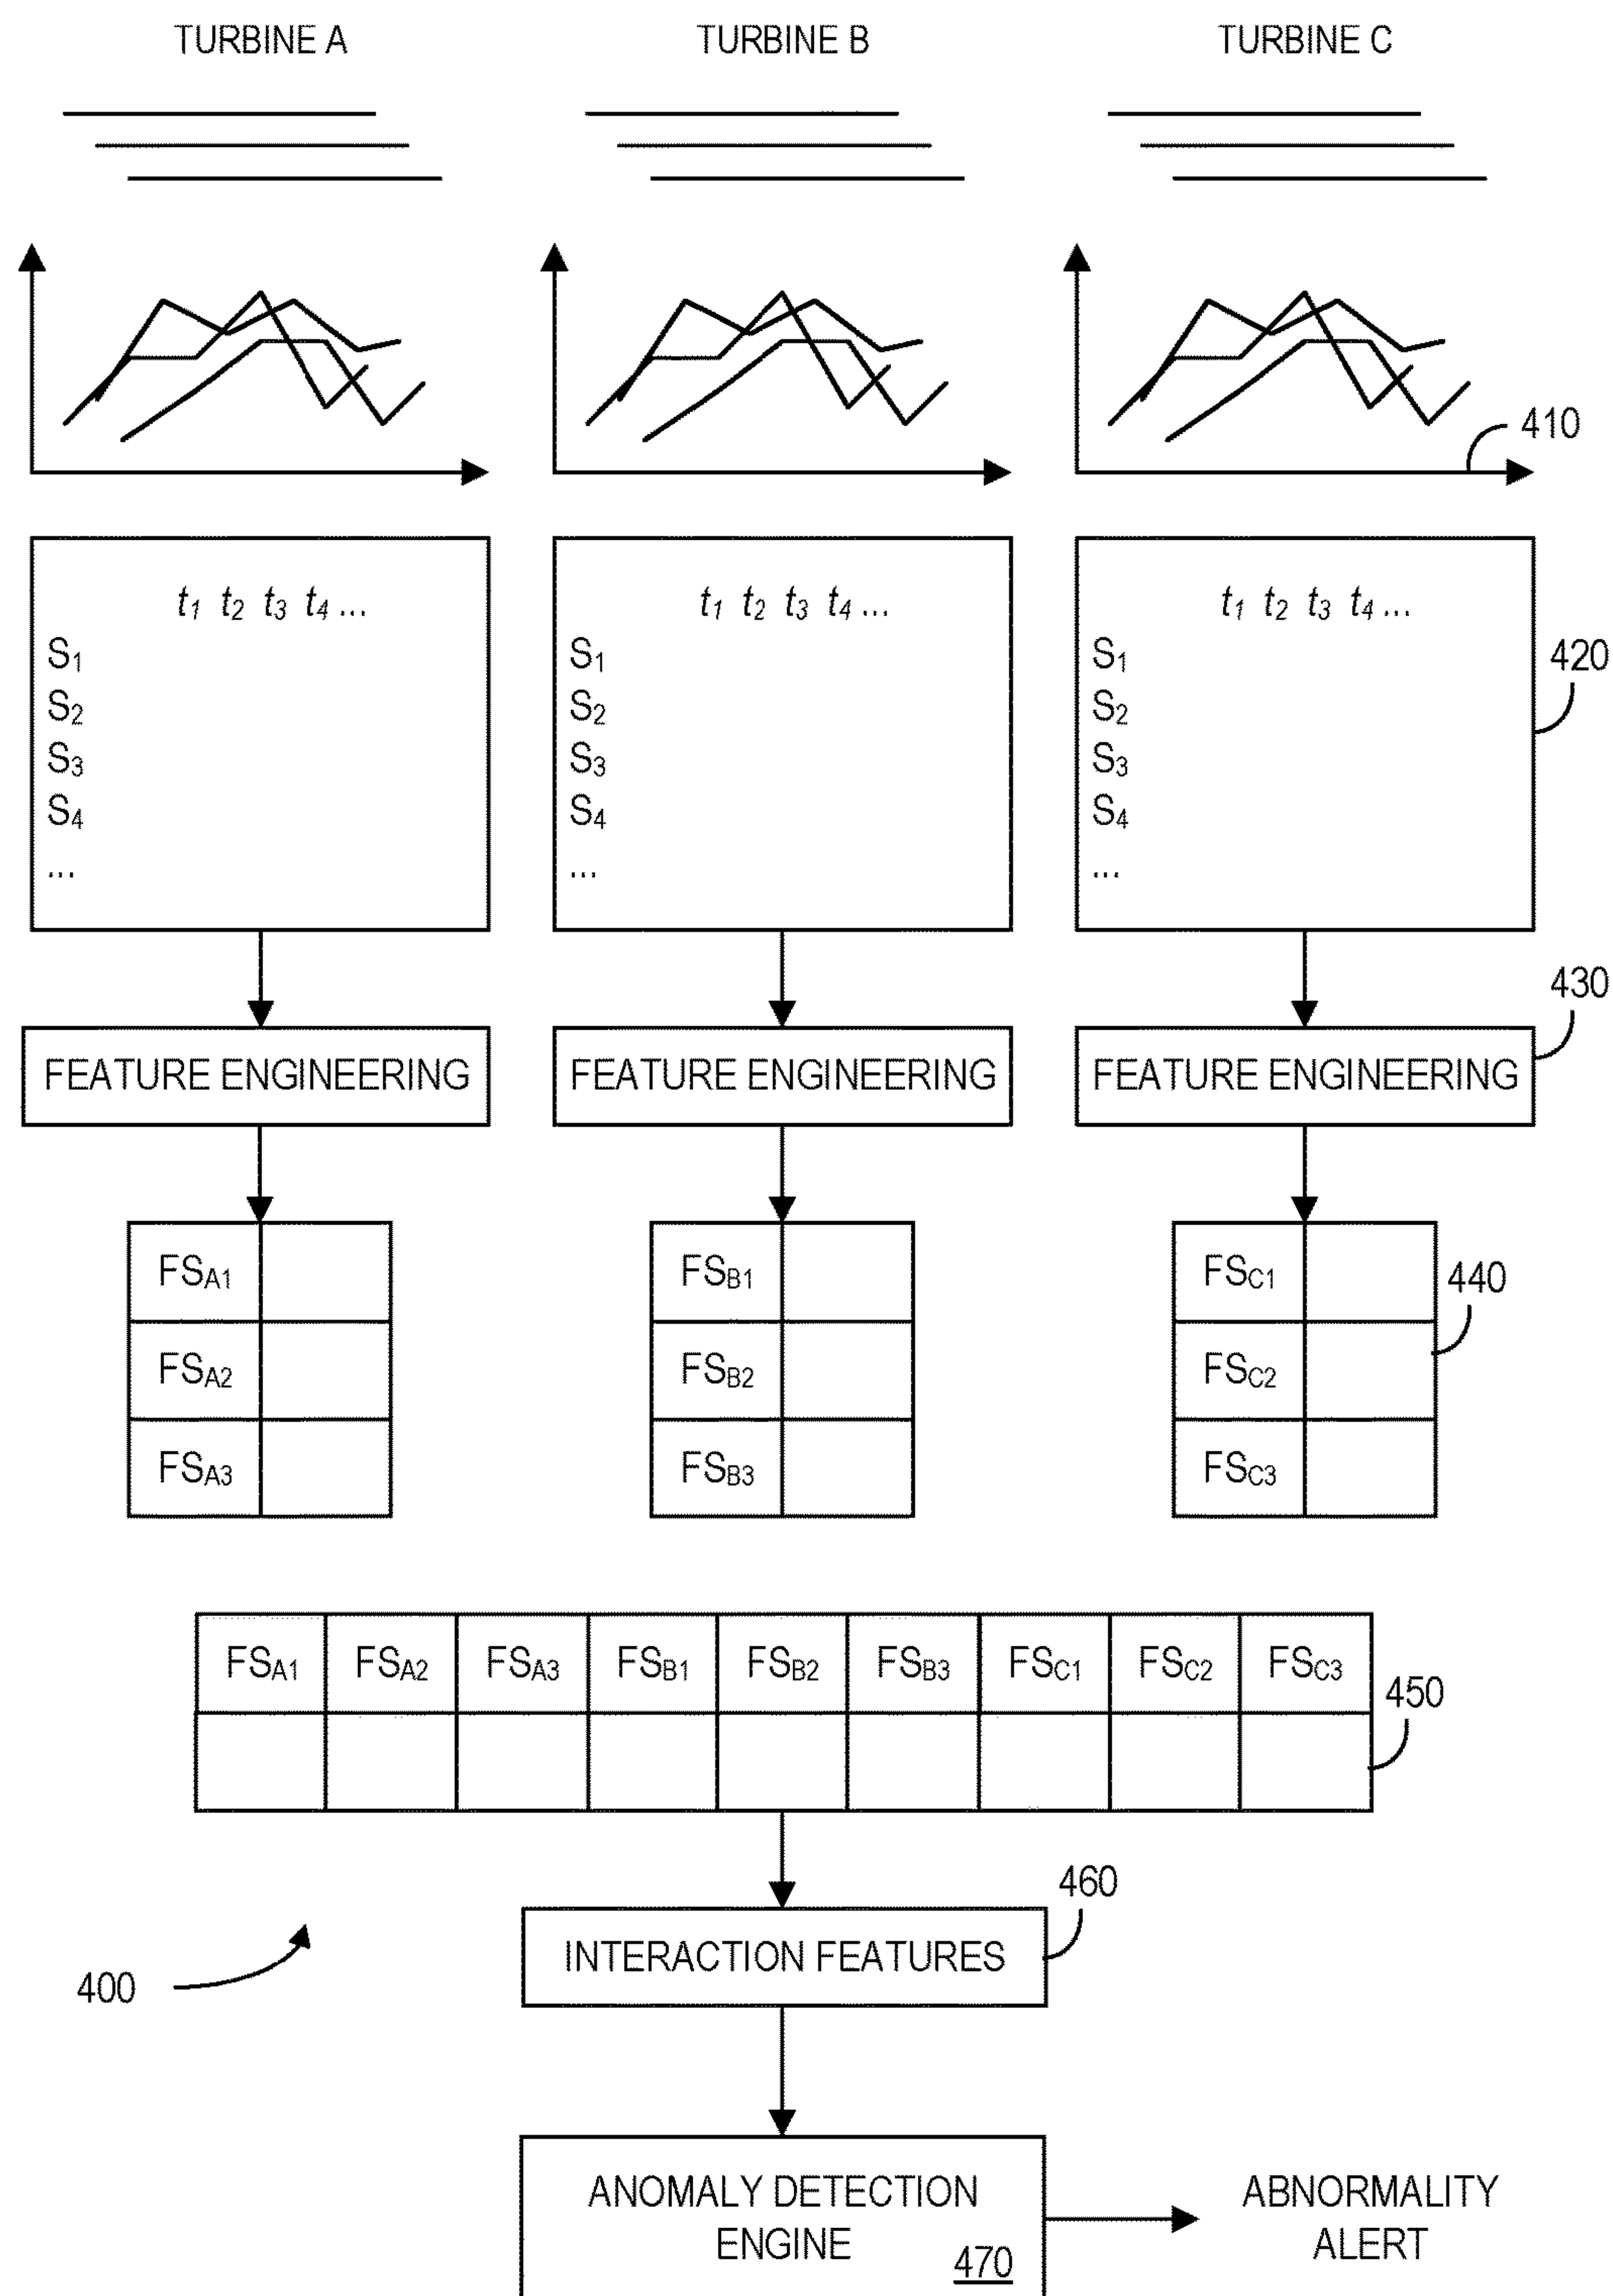 TURBINE A TURBINE B TURBINE C
410
t1 t2 t3 t4 ... t1 t2 t3 t4 ... t1 t2 t3 t4 ...
S1 S1 S1
420
S2 S2 S2
S3 S3 S3
S4 S4 S4
... ... ...
430
FEATURE ENGINEERING FEATURE ENGINEERING FEATURE ENGINEERING
FSA1 FSB1 FSC1
440
FSA2 FSB2 FSC2
FSA3 FSB3 FSC3
FSA1 FSA2 FSA3 FSB1 FSB2 FSB3 FSC1 FSC2 FSC3
450
460
INTERACTION FEATURES
400
ANOMALY DETECTION
ENGINE
470
ABNORMALITY
ALERT